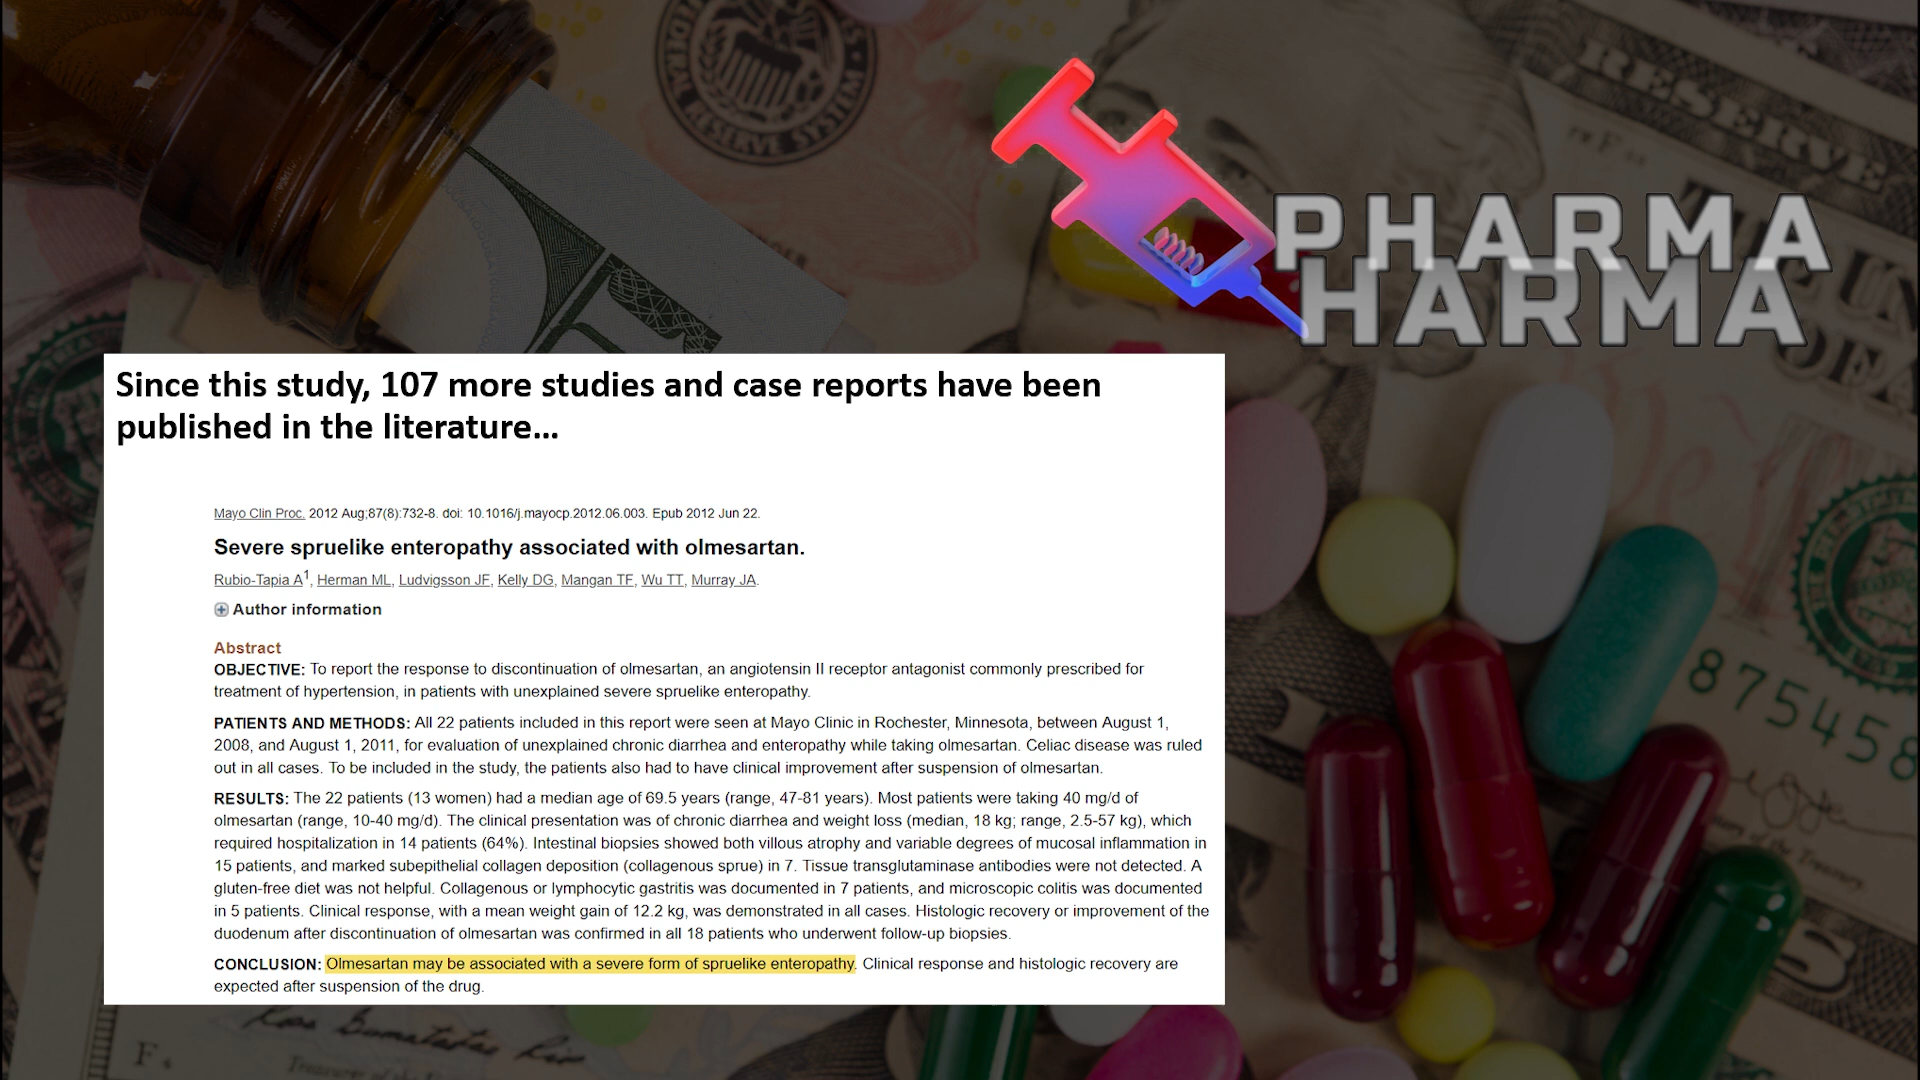 FEDERAL RESERVE SYSTEM
RESERVE
PHARMA
HARMA
Since this study, 107 more studies and case reports have been
published in the literature...
Mayo Clin Proc. 2012 Aug;87(8):732-8. doi: 10.1016/j.mayocp.2012.06.003. Epub 2012 Jun 22.
Severe spruelike enteropathy associated with olmesartan.
Rubio-Tapia A1, Herman ML, Ludvigsson JF, Kelly DG, Mangan TF, Wu TT, Murray JA.
Author information
Abstract
OBJECTIVE: To report the response to discontinuation of olmesartan, an angiotensin II receptor antagonist commonly prescribed for
treatment of hypertension, in patients with unexplained severe spruelike enteropathy.
PATIENTS AND METHODS: All 22 patients included in this report were seen at Mayo Clinic in Rochester, Minnesota, between August 1,
2008, and August 1, 2011, for evaluation of unexplained chronic diarrhea and enteropathy while taking olmesartan. Celiac disease was ruled
out in all cases. To be included in the study, the patients also had to have clinical improvement after suspension of olmesartan.
RESULTS: The 22 patients (13 women) had a median age of 69.5 years (range, 47-81 years). Most patients were taking 40 mg/d of
olmesartan (range, 10-40 mg/d). The clinical presentation was of chronic diarrhea and weight loss (median, 18 kg; range, 2.5-57 kg), which
required hospitalization in 14 patients (64%). Intestinal biopsies showed both villous atrophy and variable degrees of mucosal inflammation in
15 patients, and marked subepithelial collagen deposition (collagenous sprue) in 7. Tissue transglutaminase antibodies were not detected. A
gluten-free diet was not helpful. Collagenous or lymphocytic gastritis was documented in 7 patients, and microscopic colitis was documented
in 5 patients. Clinical response, with a mean weight gain of 12.2 kg, was demonstrated in all cases. Histologic recovery or improvement of the
duodenum after discontinuation of olmesartan was confirmed in all 18 patients who underwent follow-up biopsies.
CONCLUSION: Olmesartan may be associated with a severe form of spruelike enteropathy. Clinical response and histologic recovery are
expected after suspension of the drug.
875458